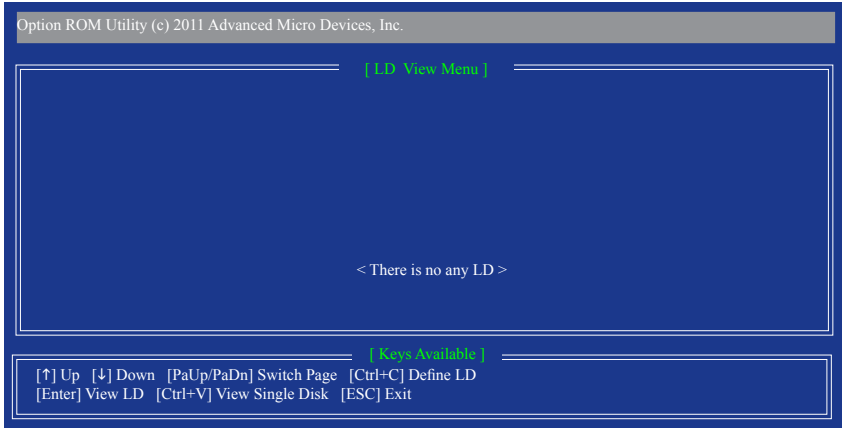 Option ROM Utility (c) 2011 Advanced Micro Devices, Inc.
[ LD View Menu ]
< There is no any LD >
[ Keys Available ]
[↑] Up [↓] Down [PaUp/PaDn] Switch Page [Ctrl+C] Define LD
[Enter] View LD [Ctrl+V] View Single Disk [ESC] Exit